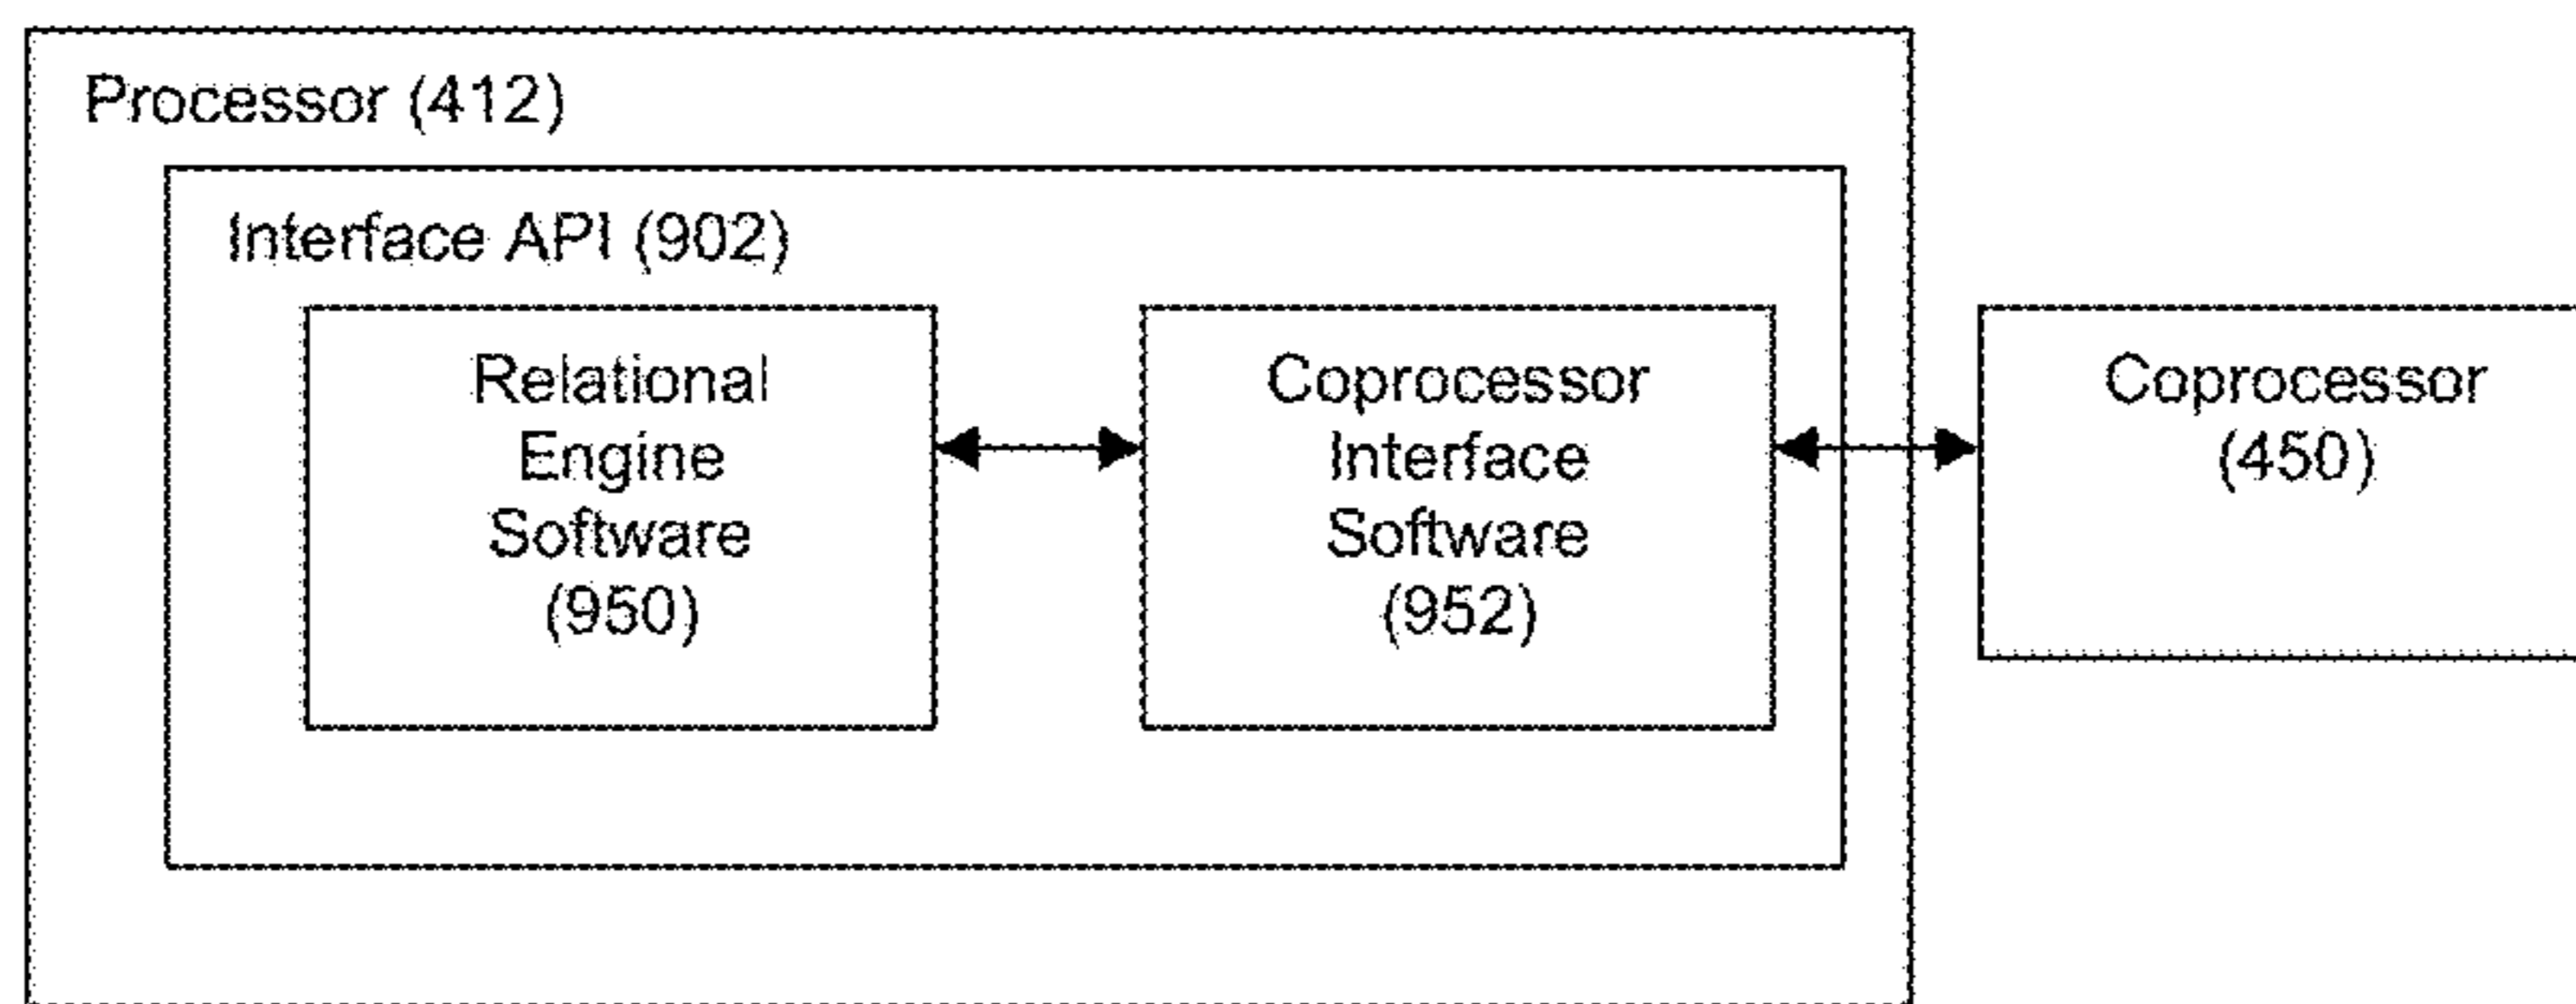 Processor (412)
Interface API (902)
Relational
Engine
Software
(950)
Coprocessor
Interface
Software
(952)
Coprocessor
(450)